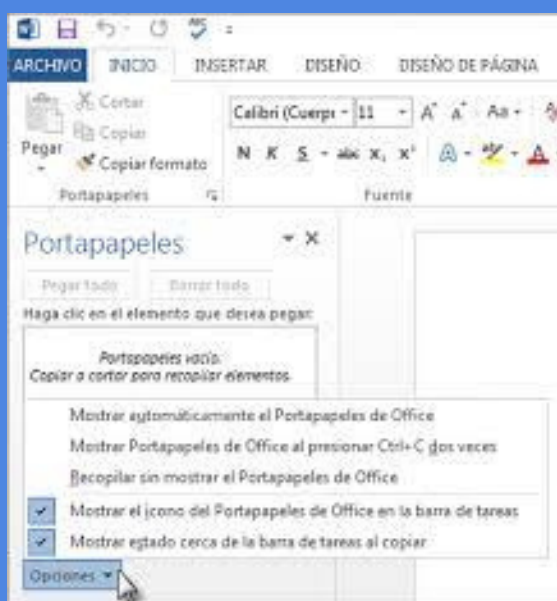 ARCHIVO INICIO INSERTAR DISEÑO DISEÑO DE PÁGINA
Cortar
Copiar
Pegar
Copiar formato
Calibri (Cuerpo 11 A A Aa
N K S abc x, x² A ab A
Portapapeles Fuente
Portapapeles
Pegar todo Borrar todo
Haga clic en el elemento que desea pegar:
Portapapeles vacío.
Copiar o cortar para recopilar elementos.
Mostrar automáticamente el Portapapeles de Office
Mostrar Portapapeles de Office al presionar Ctrl+C dos veces
Recopilar sin mostrar el Portapapeles de Office
Mostrar el icono del Portapapeles de Office en la barra de tareas
Mostrar estado cerca de la barra de tareas al copiar
Opciones